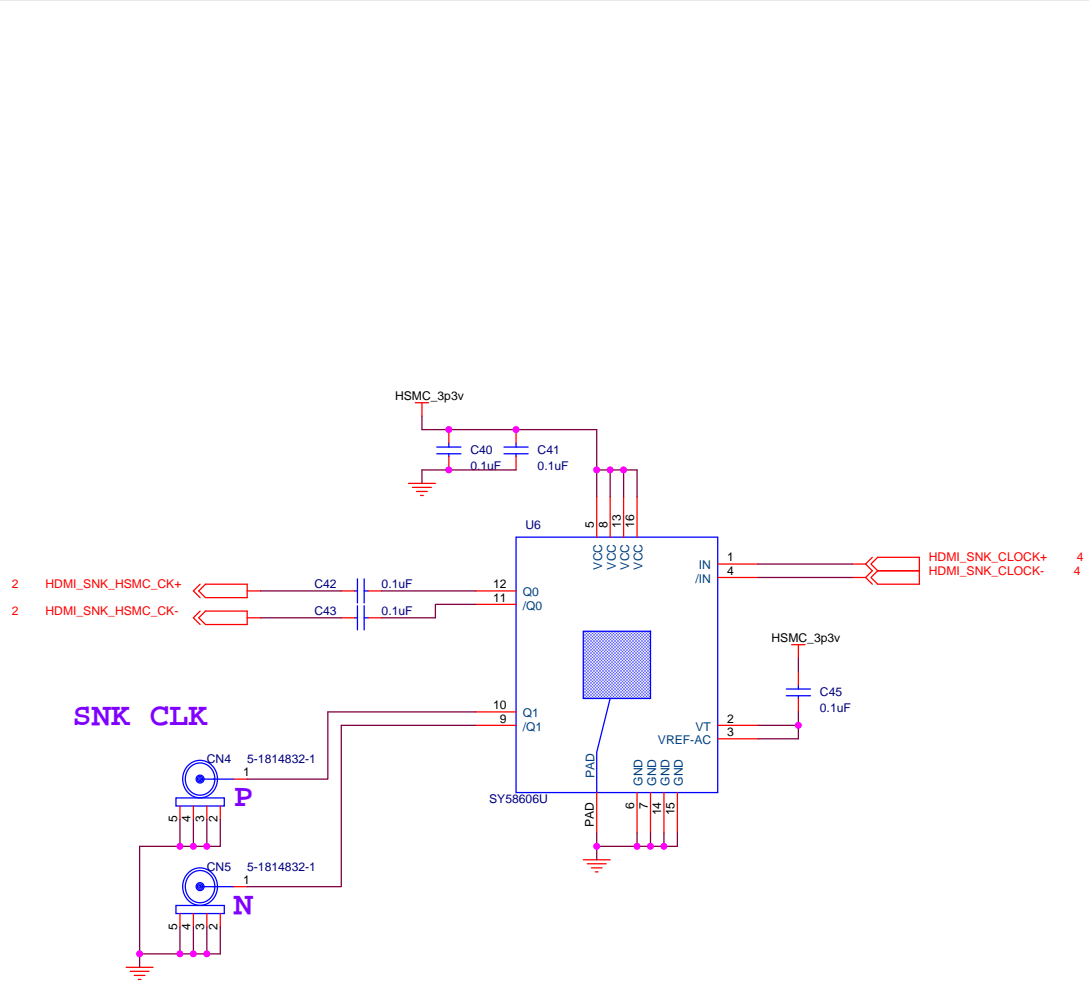 HSMC_3p3v
C40
0.1uF
C41
0.1uF
U6
5
8
13
16
VCC
VCC
VCC
VCC
2 HDMI_SNK_HSMC_CK+
C42 0.1uF
12 Q0
11 /Q0
2 HDMI_SNK_HSMC_CK-
C43 0.1uF
IN 1
/IN 4
HDMI_SNK_CLOCK+ 4
HDMI_SNK_CLOCK- 4
HSMC_3p3v
C45
0.1uF
10 Q1
9 /Q1
VT 2
VREF-AC 3
SNK CLK
CN4 5-1814832-1
1
P
5
4
3
2
PAD
GND
GND
GND
GND
SY58606U
PAD
6
7
14
15
CN5 5-1814832-1
1
N
5
4
3
2